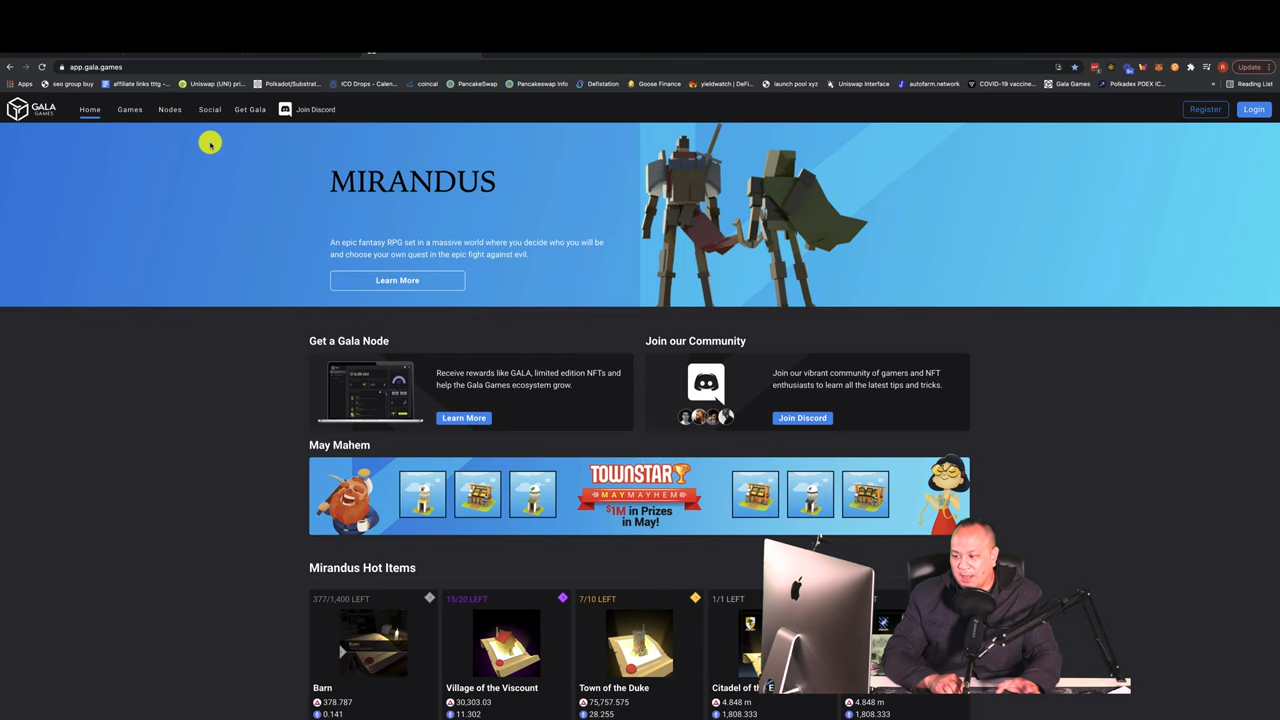 app.gala.games
Update
Apps seo group buy affiliate links tttg ... Uniswap (UNI) pri... Polkadot/Substrat... ICO Drops - Calen... coincal PancakeSwap Pancakeswap Info Defistation Goose Finance yieldwatch | DeFi... launch pool xyz Uniswap Interface autofarm.network COVID-19 vaccine... Gala Games Polkadex PDEX IC... » Reading List
GALA
GAMES
Home Games Nodes Social Get Gala Join Discord Register Login
MIRANDUS
An epic fantasy RPG set in a massive world where you decide who you will be
and choose your own quest in the epic fight against evil.
Learn More
Get a Gala Node
Receive rewards like GALA, limited edition NFTs and
help the Gala Games ecosystem grow.
Learn More
Join our Community
Join our vibrant community of gamers and NFT
enthusiasts to learn all the latest tips and tricks.
Join Discord
May Mahem
TOWNSTAR
MAYMAYHEM
$1M in Prizes
in May!
Mirandus Hot Items
377/1,400 LEFT 15/20 LEFT 7/10 LEFT 1/1 LEFT
Barn Village of the Viscount Town of the Duke Citadel of th
378.787 30,303.03 75,757.575 4.848 m 4.848 m
0.141 11.302 28.255 1,808.333 1,808.333